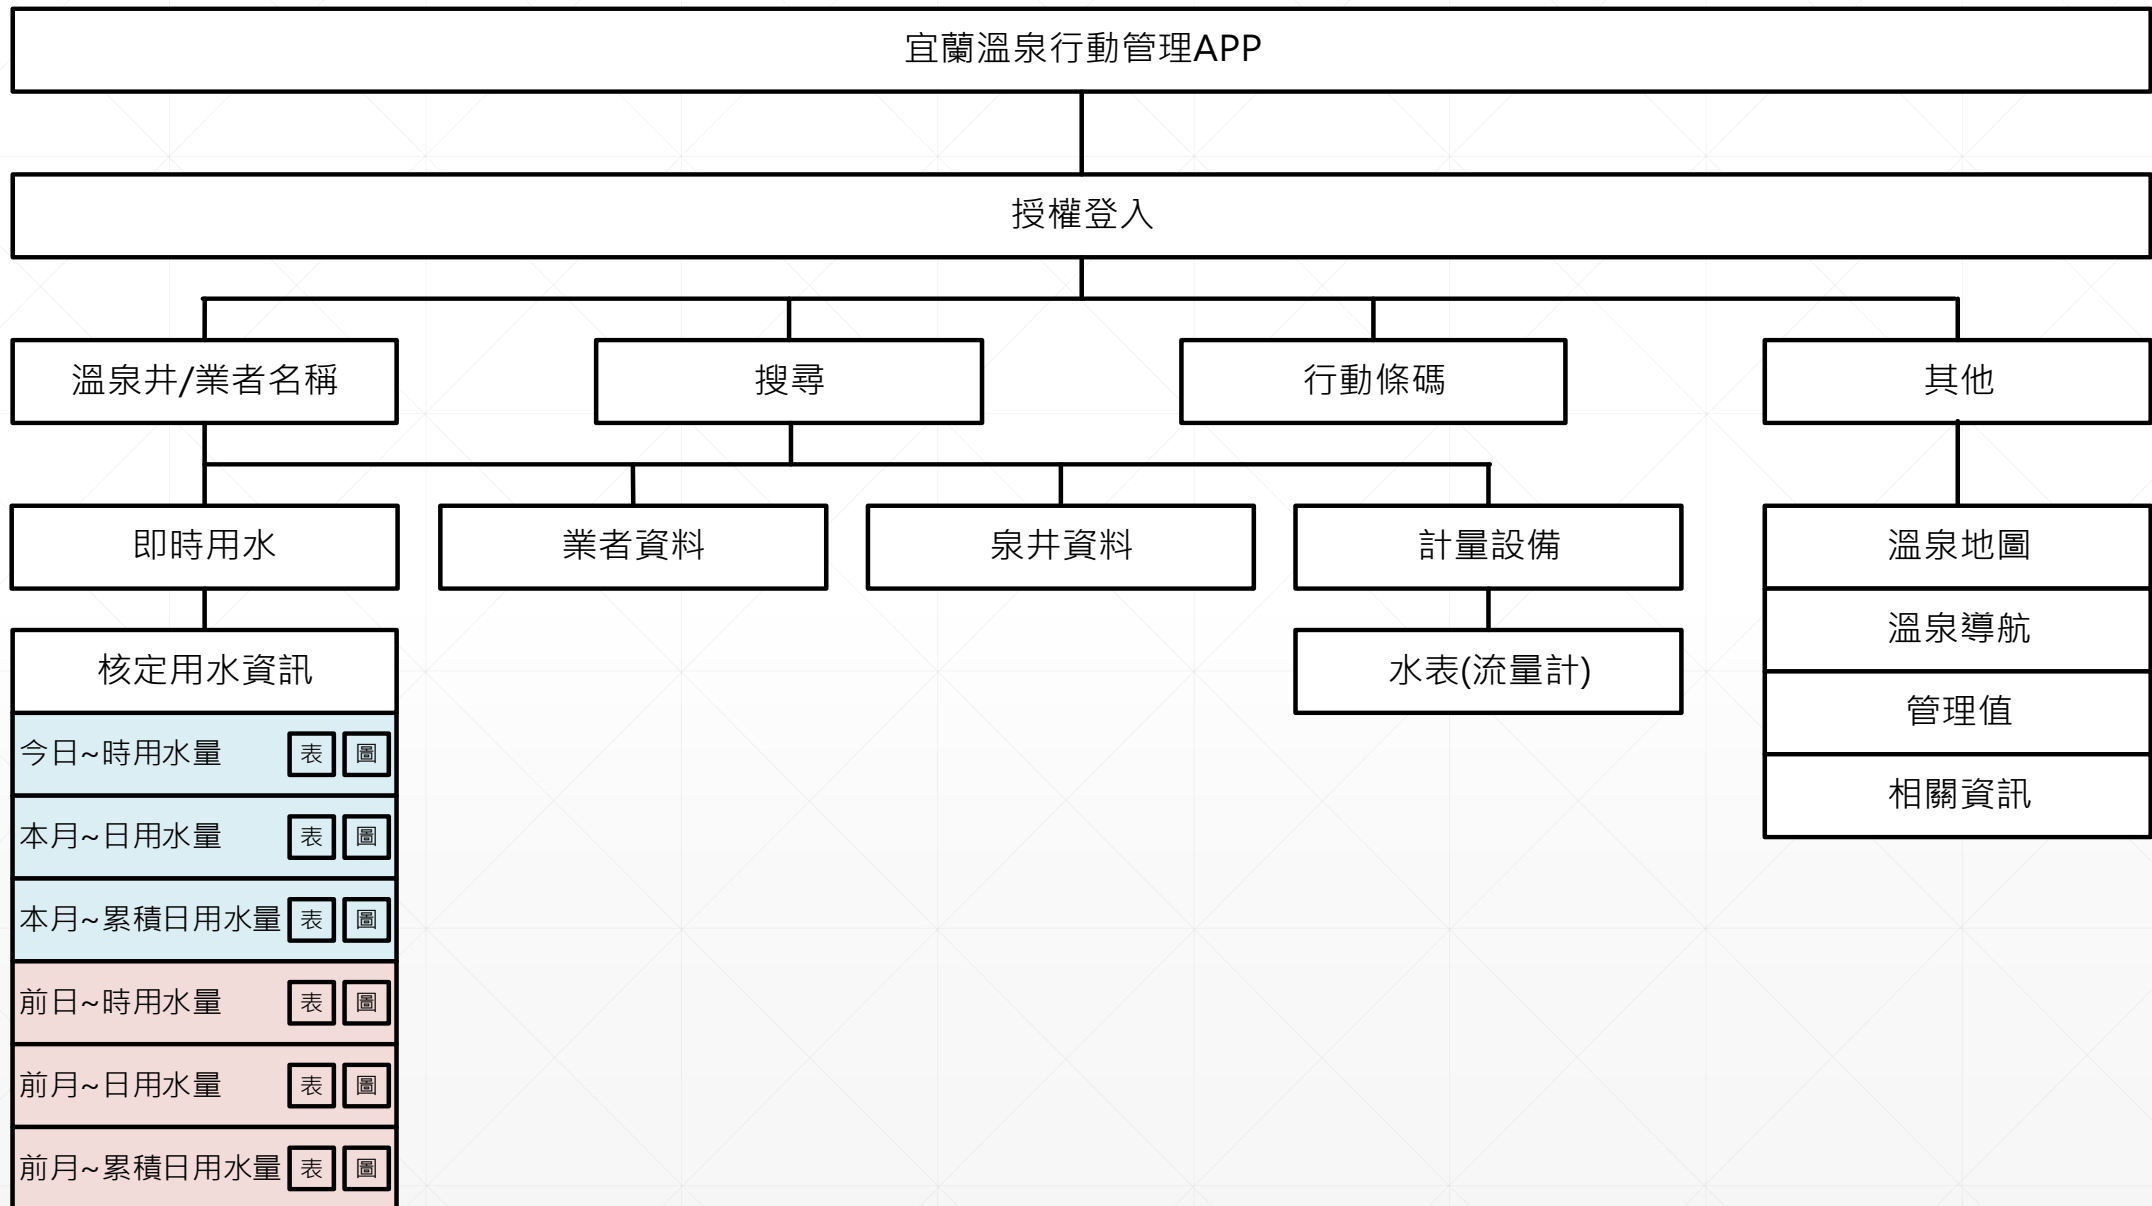 宜蘭溫泉行動管理APP
授權登入
溫泉井/業者名稱
搜尋
行動條碼
其他
即時用水
業者資料
泉井資料
計量設備
溫泉地圖
溫泉導航
核定用水資訊
水表(流量計)
管理值
今日~時用水量 表 圖
相關資訊
本月~日用水量 表 圖
本月~累積日用水量 表 圖
前日~時用水量 表 圖
前月~日用水量 表 圖
前月~累積日用水量 表 圖